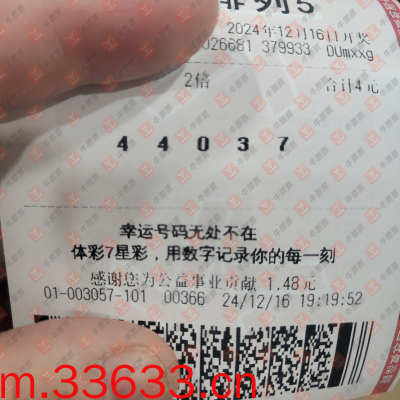 排列5
2024年12月16日开奖
026681 379933 DUmxxg
2倍 合计4元
4 4 0 3 7
幸运号码无处不在
体彩7星彩，用数字记录你的每一刻
感谢您为公益事业贡献 1.48元
01-003057-101 00366 24/12/16 19:19:52
m.33633.cn